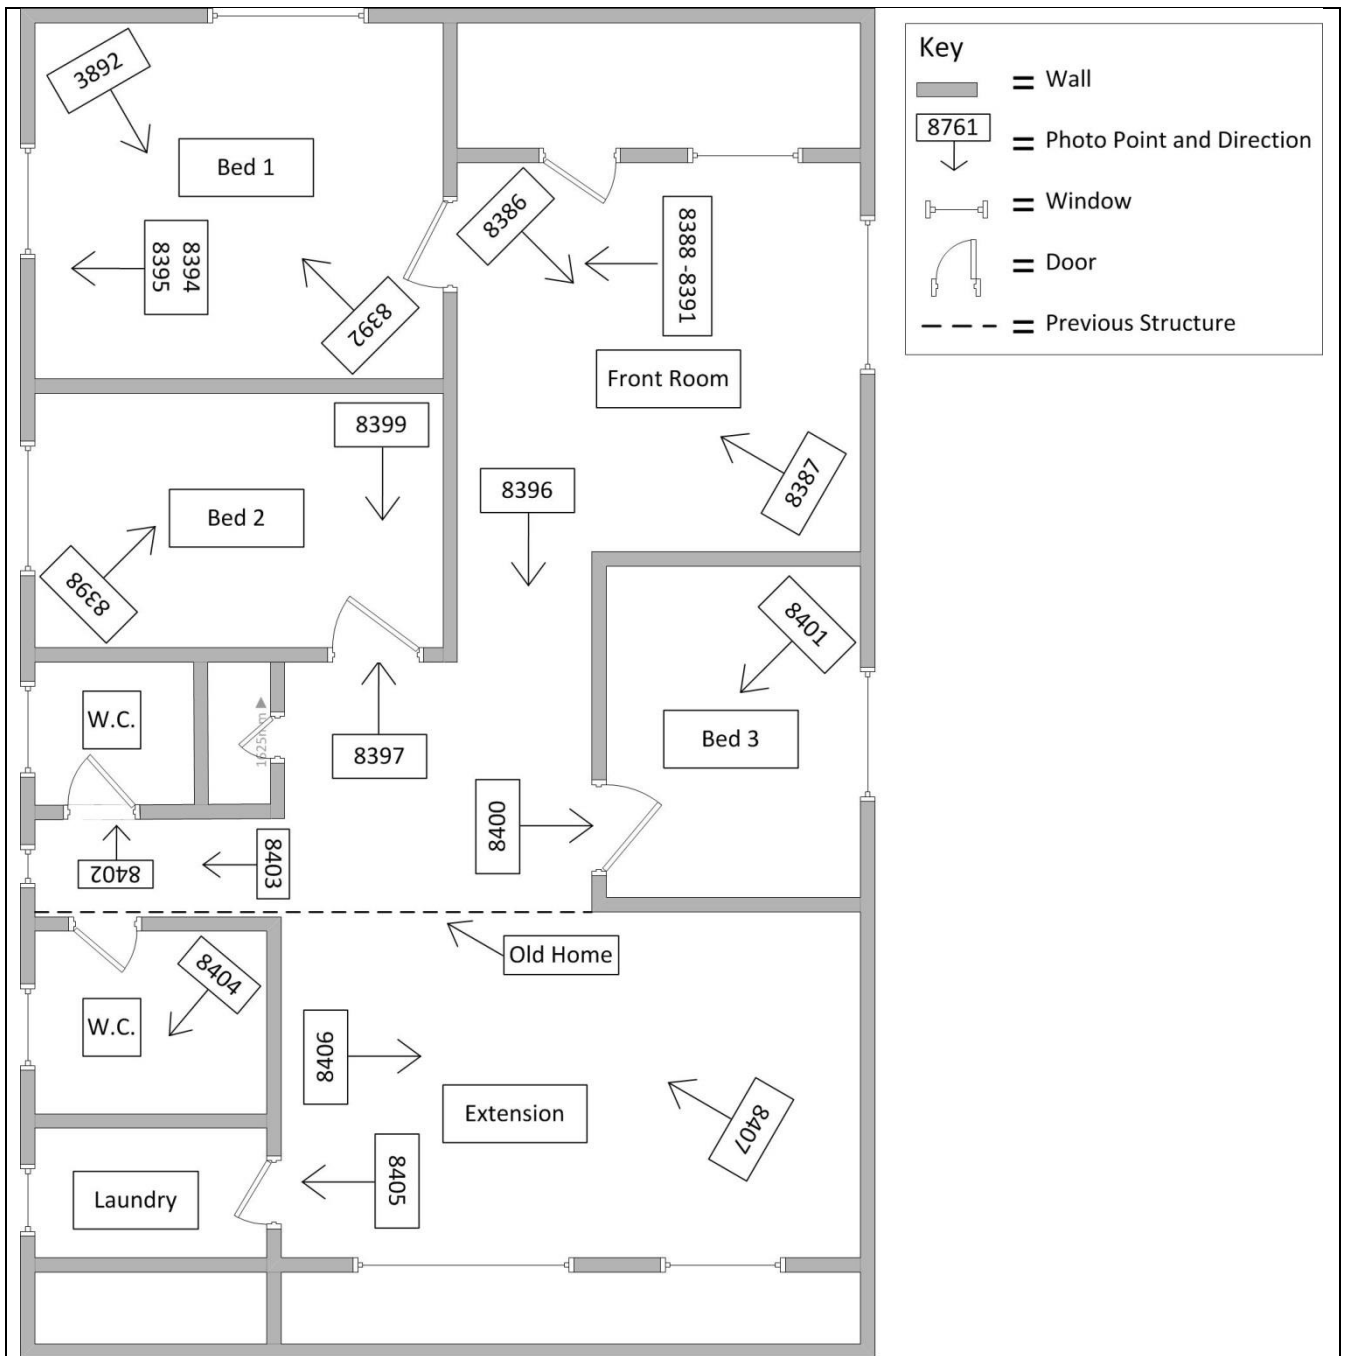 Key
= Wall
8761
= Photo Point and Direction
= Window
= Door
= Previous Structure
3892
Bed 1
8394
8395
8392
8386
8388 -8391
Front Room
8387
8399
8396
Bed 2
8398
8401
W.C.
1625mm
8397
Bed 3
8400
8402
8403
Old Home
8404
W.C.
8406
Extension
8407
8405
Laundry